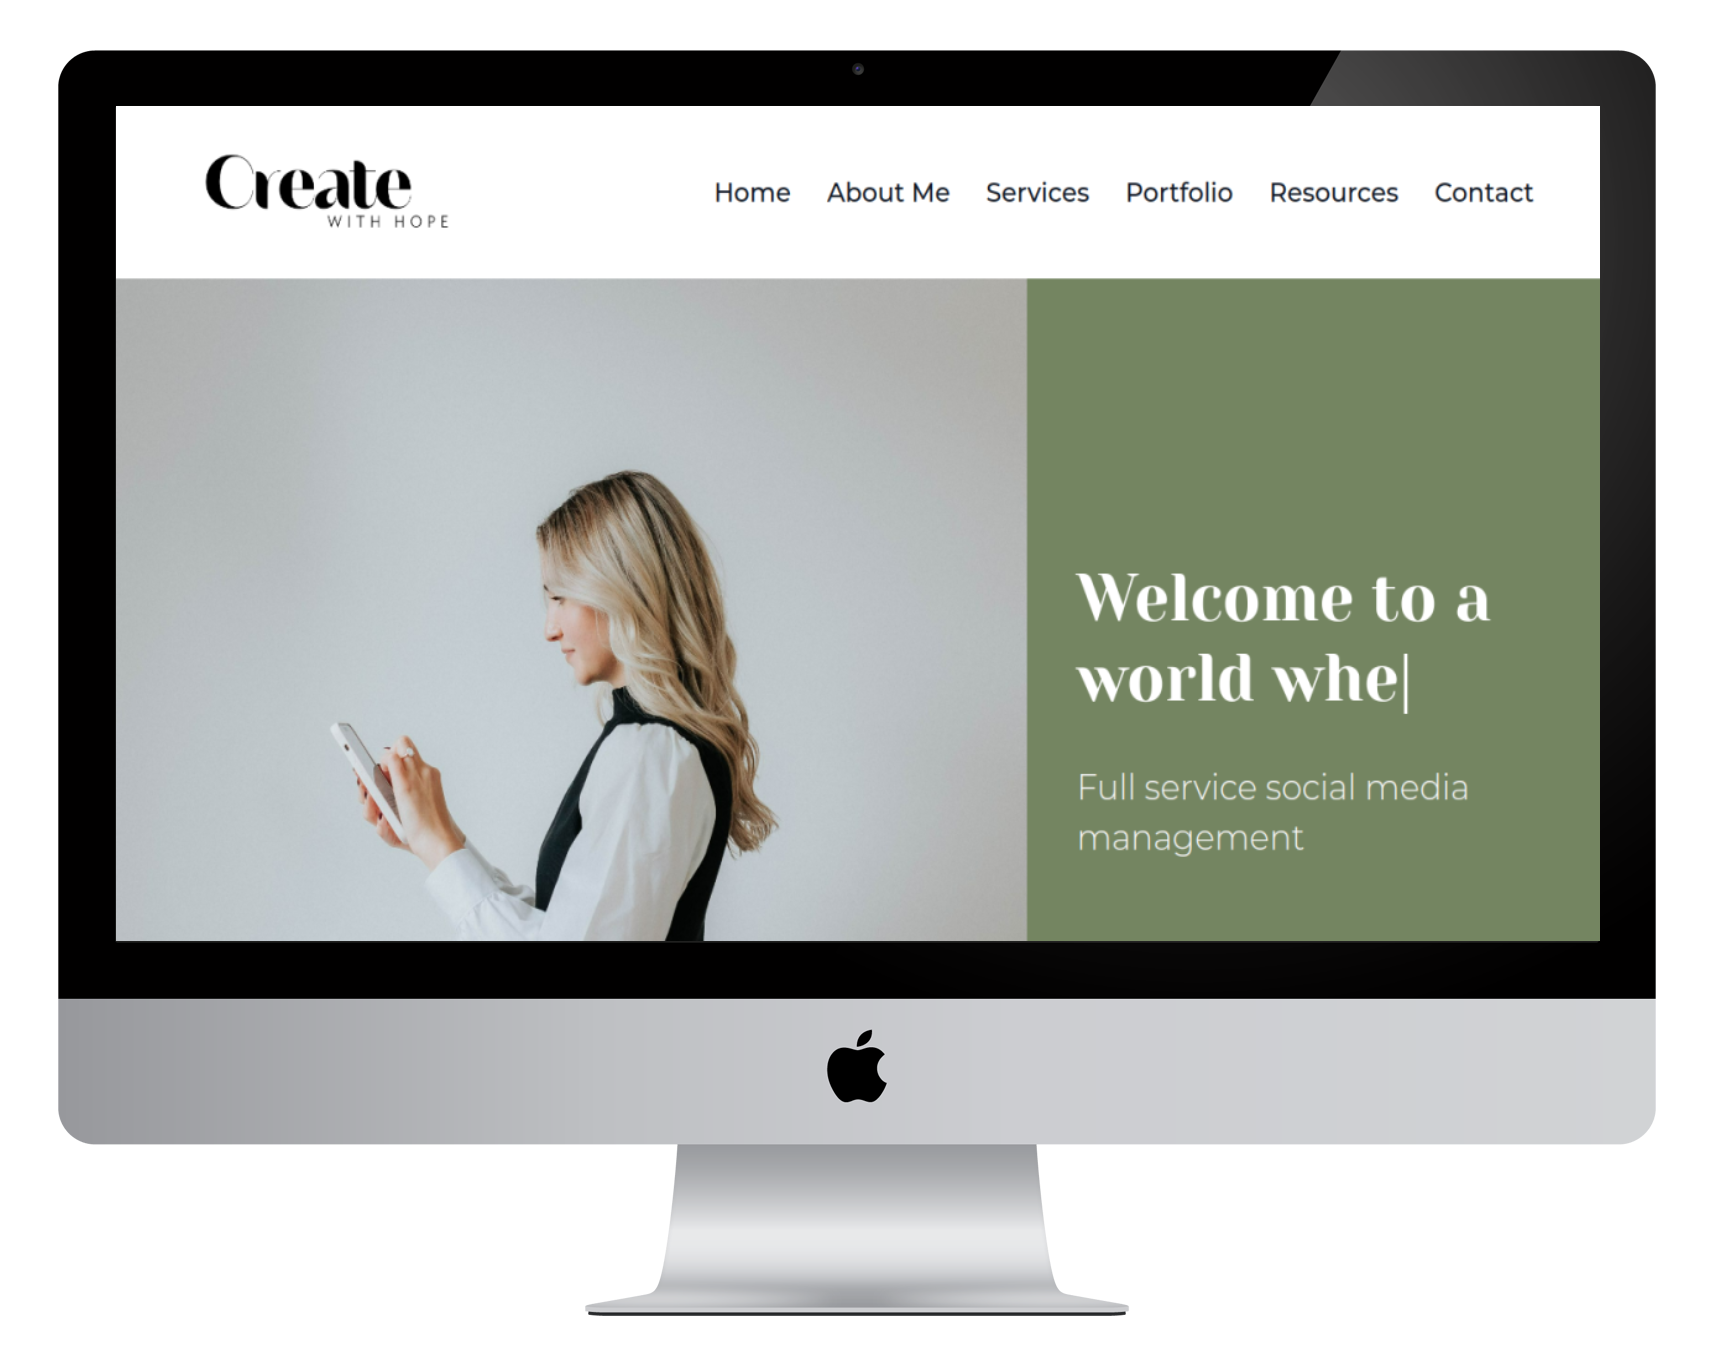 Create
WITH HOPE
Home About Me Services Portfolio Resources Contact
Welcome to a
world whe|
Full service social media
management